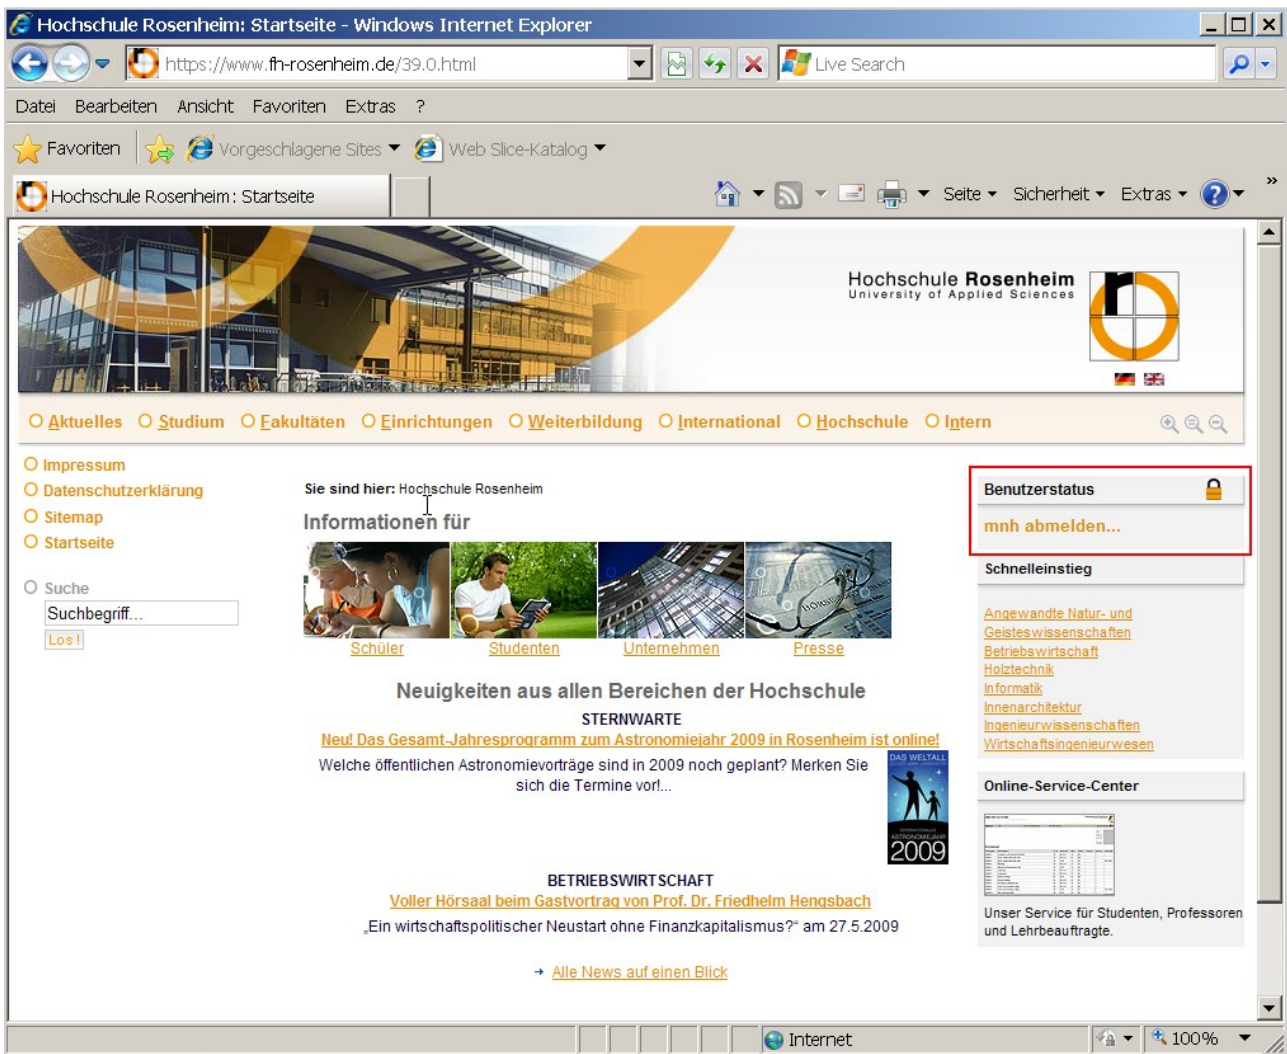 Hochschule Rosenheim: Startseite - Windows Internet Explorer
https://www.fh-rosenheim.de/39.0.html
Live Search
Datei Bearbeiten Ansicht Favoriten Extras ?
Favoriten Vorgeschlagene Sites Web Slice-Katalog
Hochschule Rosenheim: Startseite
Seite Sicherheit Extras
Hochschule Rosenheim
University of Applied Sciences
Aktuelles Studium Fakultäten Einrichtungen Weiterbildung International Hochschule Intern
Impressum
Datenschutzerklärung
Sitemap
Startseite
Suche
Suchbegriff...
Los !
Sie sind hier: Hochschule Rosenheim
Informationen für
Schüler Studenten Unternehmen Presse
Neuigkeiten aus allen Bereichen der Hochschule
STERNWARTE
Neu! Das Gesamt-Jahresprogramm zum Astronomiejahr 2009 in Rosenheim ist online!
Welche öffentlichen Astronomievorträge sind in 2009 noch geplant? Merken Sie
sich die Termine vor!...
DAS WELTALL
ASTRONOMIEJAHR
2009
BETRIEBSWIRTSCHAFT
Voller Hörsaal beim Gastvortrag von Prof. Dr. Friedhelm Hengsbach
„Ein wirtschaftspolitischer Neustart ohne Finanzkapitalismus?“ am 27.5.2009
Alle News auf einen Blick
Benutzerstatus
mnh abmelden...
Schnelleinstieg
Angewandte Natur- und
Geisteswissenschaften
Betriebswirtschaft
Holztechnik
Informatik
Innenarchitektur
Ingenieurwissenschaften
Wirtschaftsingenieurwesen
Online-Service-Center
Unser Service für Studenten, Professoren
und Lehrbeauftragte.
Internet
100%